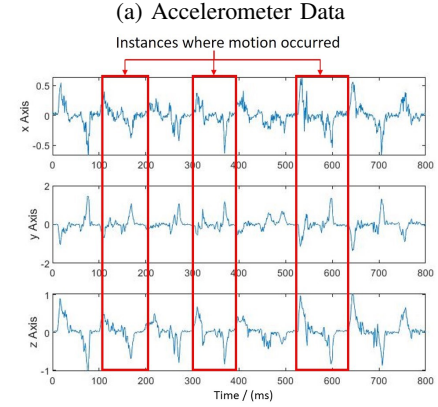 (a) Accelerometer Data
Instances where motion occurred
x Axis
0.5
0
-0.5
0 100 200 300 400 500 600 700 800
y Axis
2
0
-2
0 100 200 300 400 500 600 700 800
z Axis
1
0
-1
0 100 200 300 400 500 600 700 800
Time / (ms)